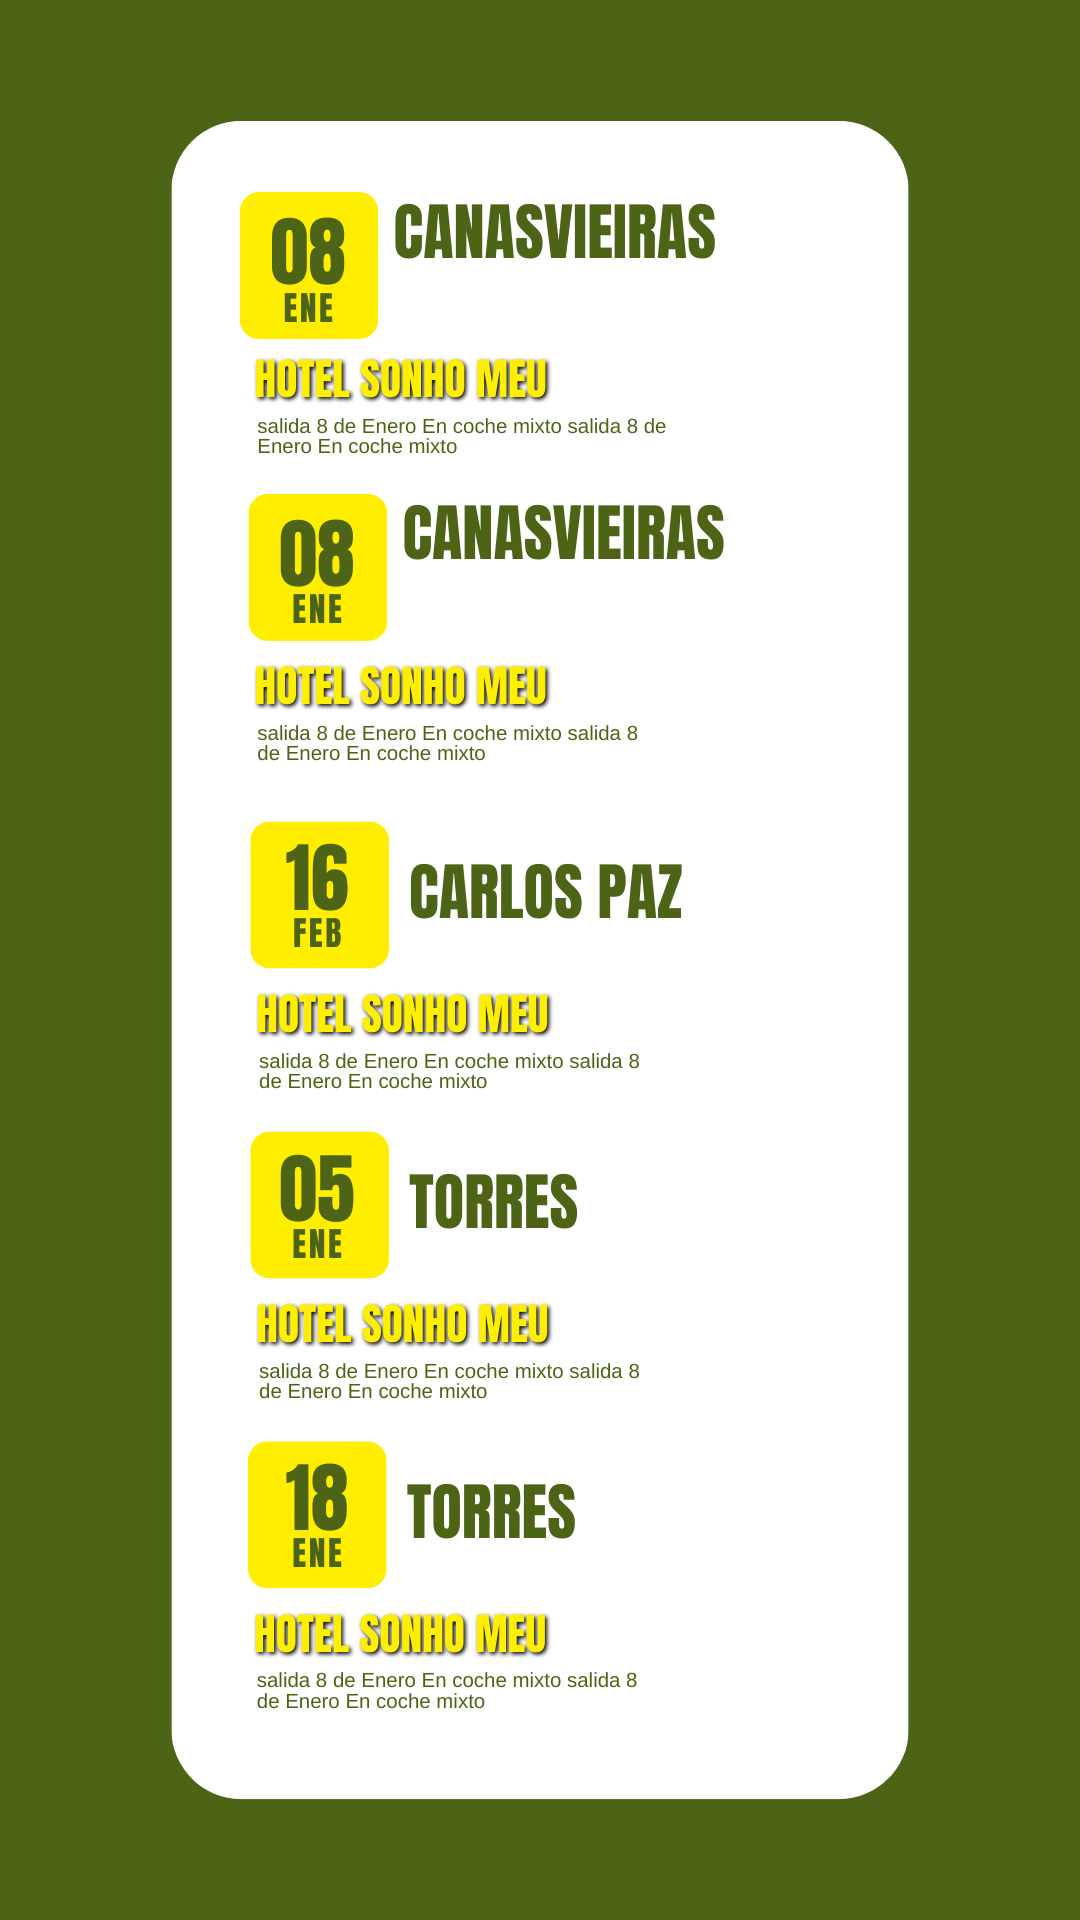 08
ENE
CANASVIEIRAS
HOTEL SONHO MEU
salida 8 de Enero En coche mixto salida 8 de
Enero En coche mixto
08
ENE
CANASVIEIRAS
HOTEL SONHO MEU
salida 8 de Enero En coche mixto salida 8
de Enero En coche mixto
16
FEB
CARLOS PAZ
HOTEL SONHO MEU
salida 8 de Enero En coche mixto salida 8
de Enero En coche mixto
05
ENE
TORRES
HOTEL SONHO MEU
salida 8 de Enero En coche mixto salida 8
de Enero En coche mixto
18
ENE
TORRES
HOTEL SONHO MEU
salida 8 de Enero En coche mixto salida 8
de Enero En coche mixto